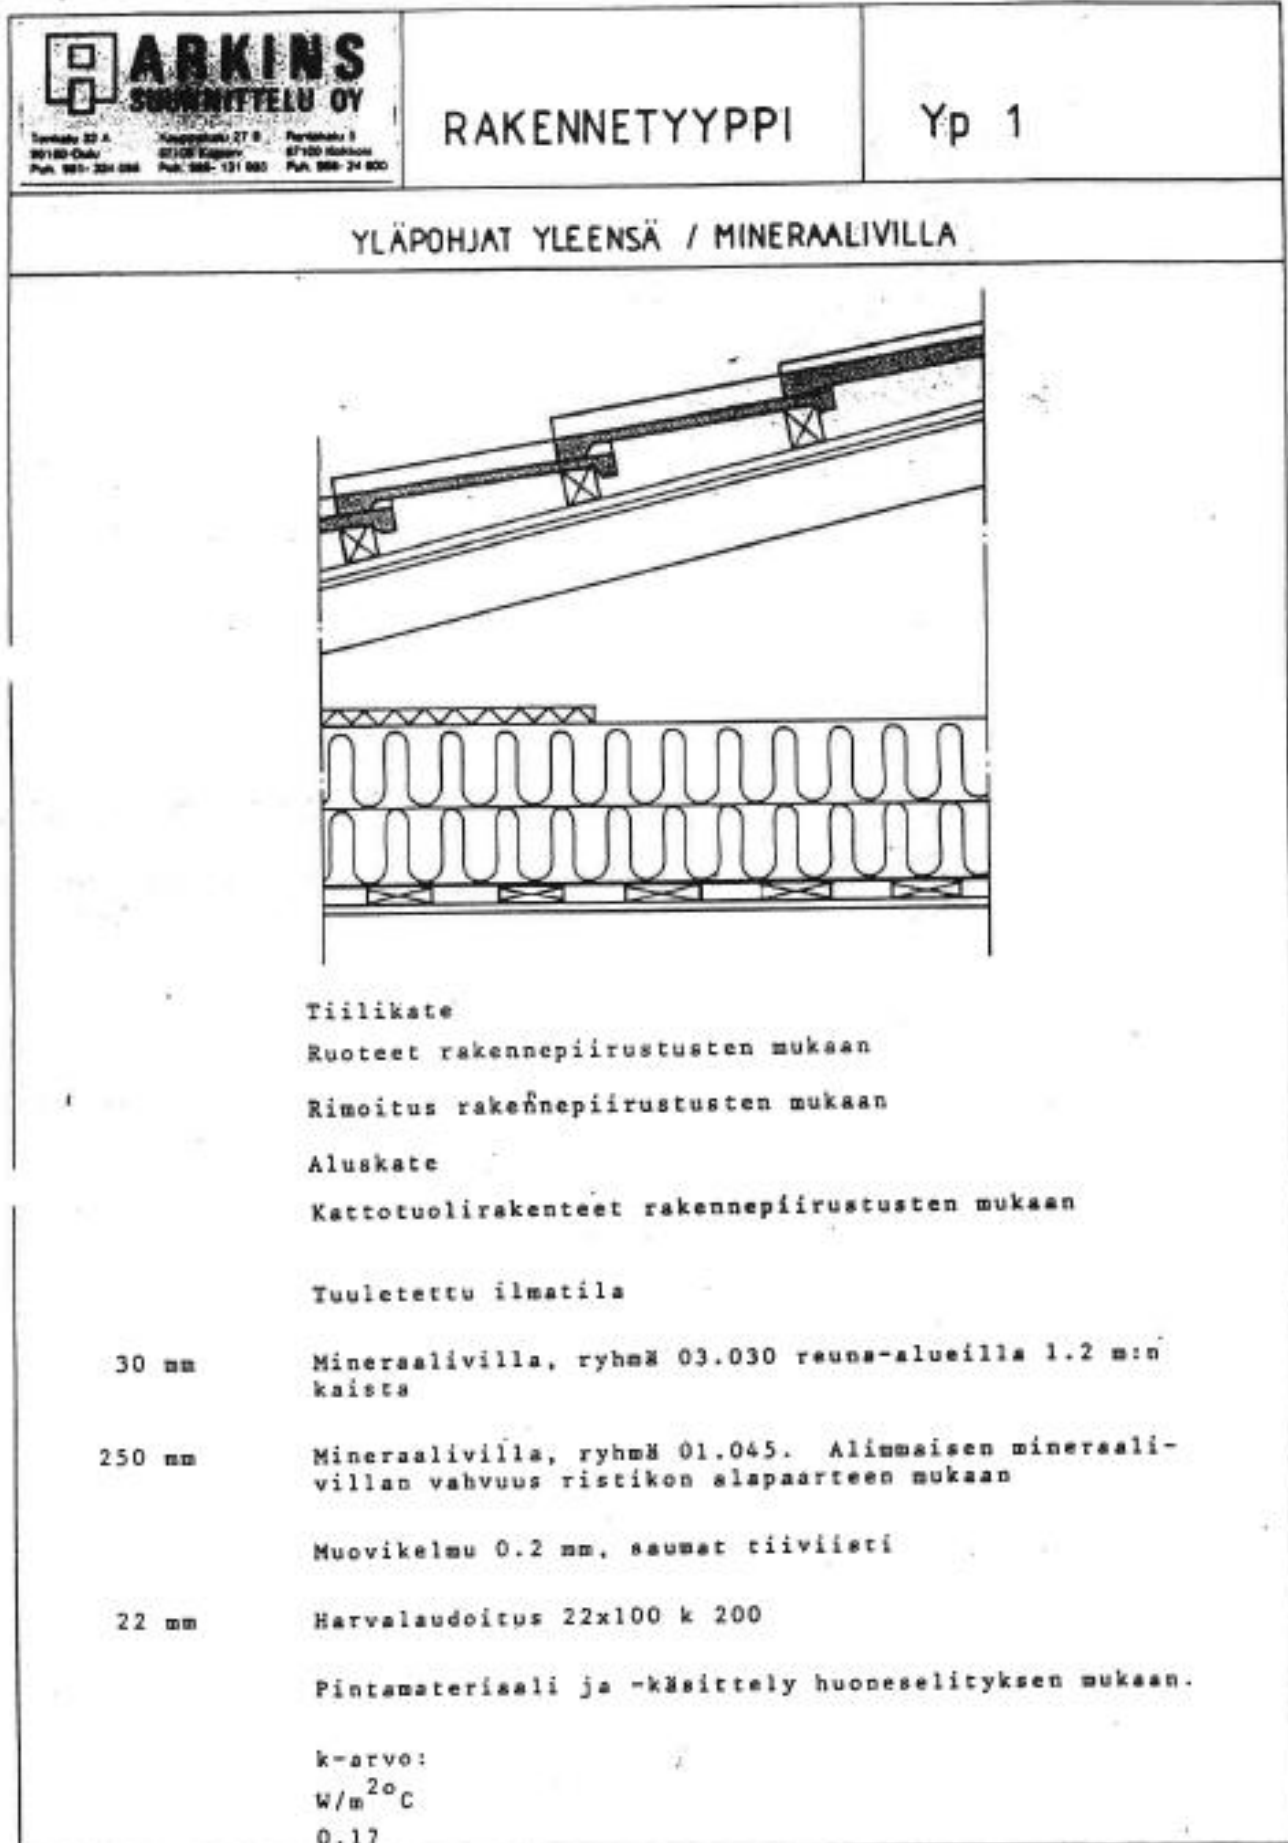 ARKINS
SUUNNITTELU OY
RAKENNETYYPPI
Yp 1
YLÄPOHJAT YLEENSÄ / MINERAALIVILLA
Tiilikate
Ruoteet rakennepiirustusten mukaan
Rimoitus rakennepiirustusten mukaan
Aluskate
Kattotuolirakenteet rakennepiirustusten mukaan
Tuuletettu ilmatila
30 mm Mineraalivilla, ryhmä 03.030 reuna-alueilla 1.2 m:n
kaista
250 mm Mineraalivilla, ryhmä 01.045. Alimmaisen mineraali-
villan vahvuus ristikon alapaarteen mukaan
Muovikelmu 0.2 mm, saumat tiiviisti
22 mm Harvalaudoitus 22x100 k 200
Pintamateriaali ja -käsittely huoneselityksen mukaan.
k-arvo:
W/m²°C
0.17